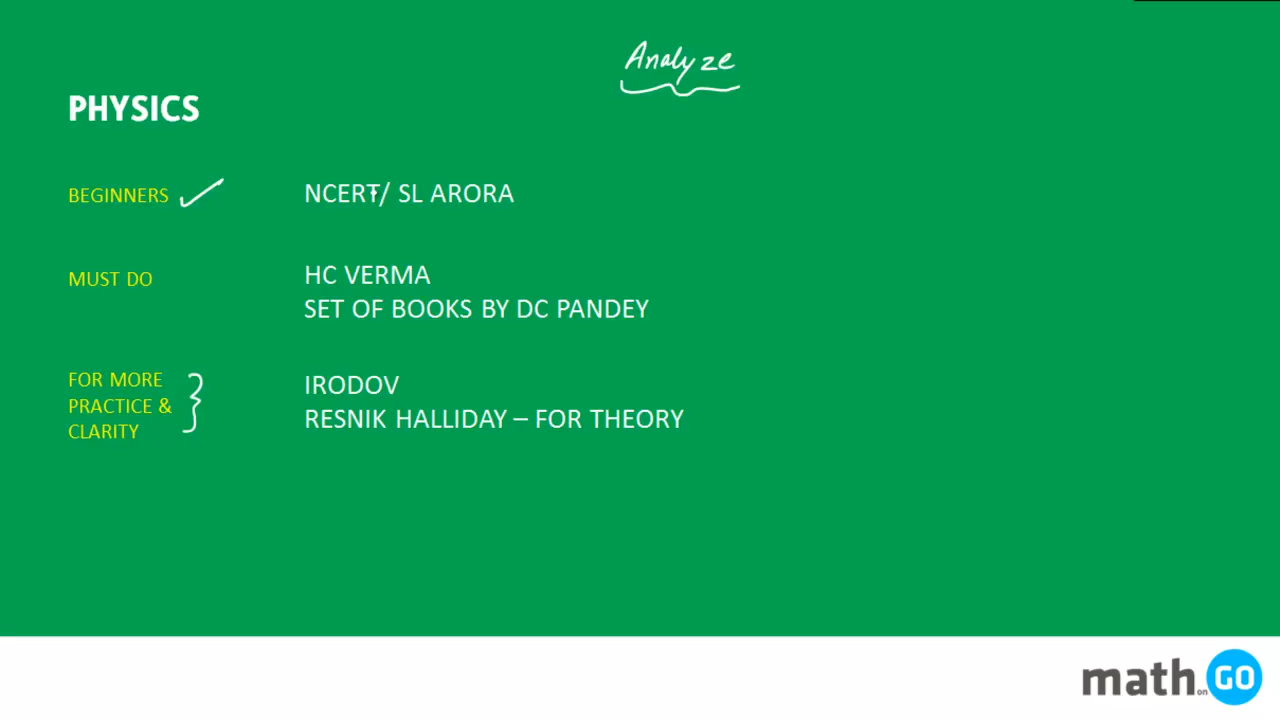 Analyze
PHYSICS
BEGINNERS
NCERT/ SL ARORA
MUST DO
HC VERMA
SET OF BOOKS BY DC PANDEY
FOR MORE
PRACTICE &
CLARITY
IRODOV
RESNIK HALLIDAY – FOR THEORY
math on GO